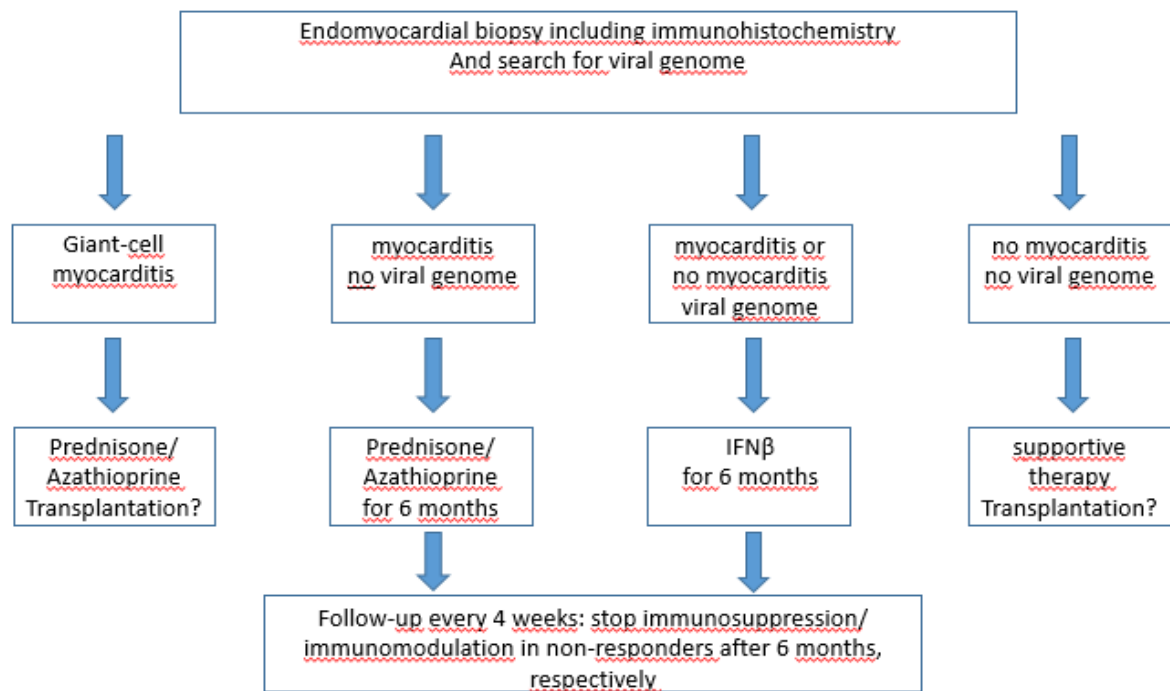 Endomyocardial biopsy including immunohistochemistry
And search for viral genome
Giant-cell
myocarditis
myocarditis
no viral genome
myocarditis or
no myocarditis
viral genome
no myocarditis
no viral genome
Prednisone/
Azathioprine
Transplantation?
Prednisone/
Azathioprine
for 6 months
IFNβ
for 6 months
supportive
therapy
Transplantation?
Follow-up every 4 weeks: stop immunosuppression/
immunomodulation in non-responders after 6 months,
respectively